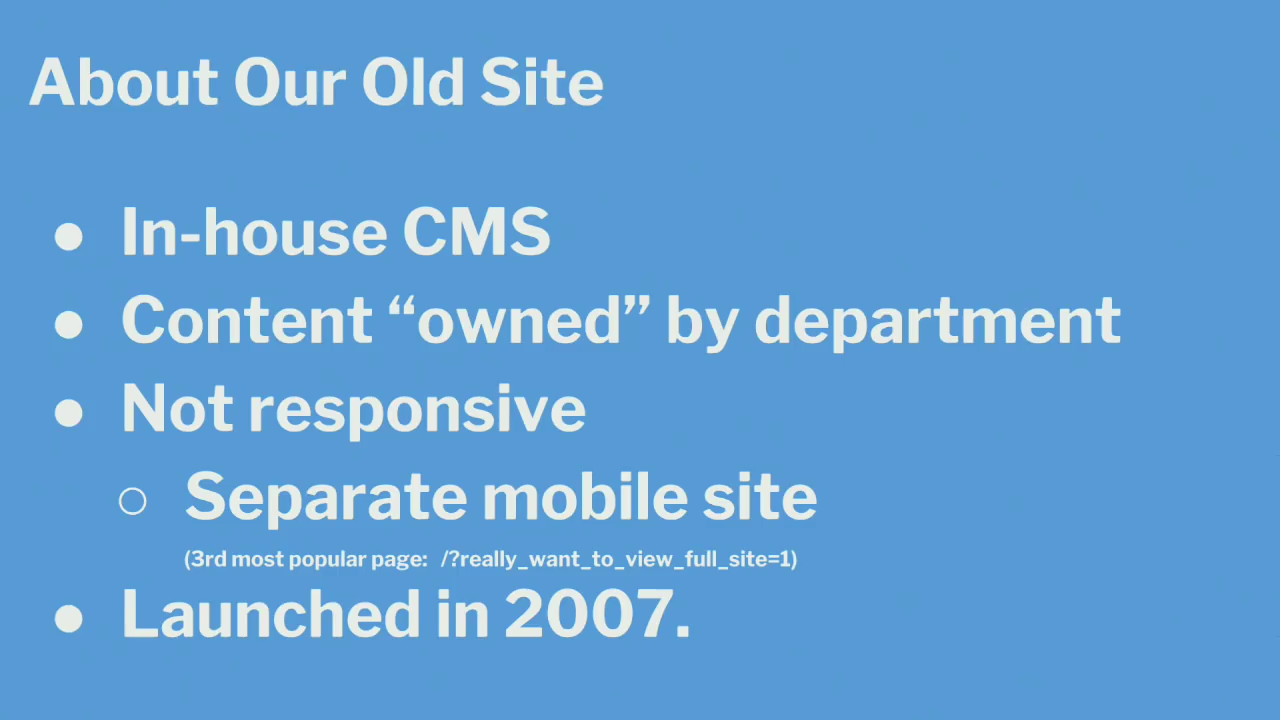 About Our Old Site
● In-house CMS
● Content “owned” by department
● Not responsive
○ Separate mobile site
(3rd most popular page: /?really_want_to_view_full_site=1)
● Launched in 2007.